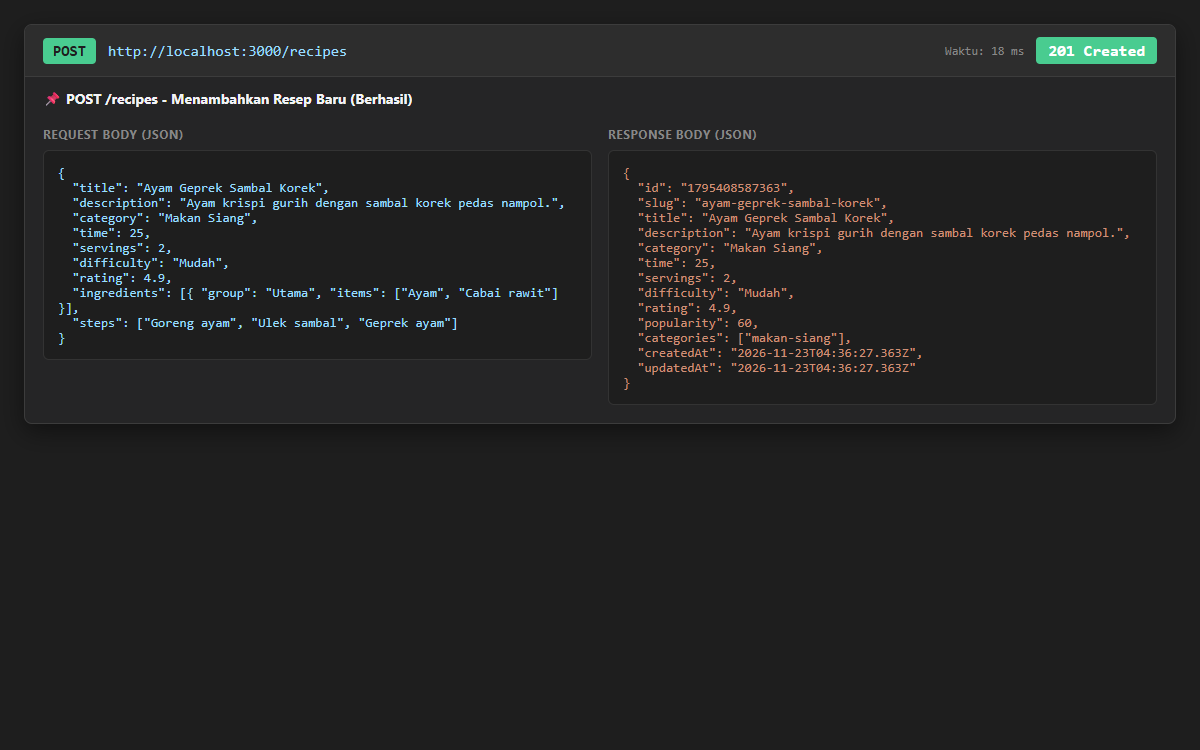 POST http://localhost:3000/recipes Waktu: 18 ms 201 Created
📌 POST /recipes - Menambahkan Resep Baru (Berhasil)
REQUEST BODY (JSON)
{
  "title": "Ayam Geprek Sambal Korek",
  "description": "Ayam krispi gurih dengan sambal korek pedas nampol.",
  "category": "Makan Siang",
  "time": 25,
  "servings": 2,
  "difficulty": "Mudah",
  "rating": 4.9,
  "ingredients": [{ "group": "Utama", "items": ["Ayam", "Cabai rawit"]
}],
  "steps": ["Goreng ayam", "Ulek sambal", "Geprek ayam"]
}
RESPONSE BODY (JSON)
{
  "id": "1795408587363",
  "slug": "ayam-geprek-sambal-korek",
  "title": "Ayam Geprek Sambal Korek",
  "description": "Ayam krispi gurih dengan sambal korek pedas nampol.",
  "category": "Makan Siang",
  "time": 25,
  "servings": 2,
  "difficulty": "Mudah",
  "rating": 4.9,
  "popularity": 60,
  "categories": ["makan-siang"],
  "createdAt": "2026-11-23T04:36:27.363Z",
  "updatedAt": "2026-11-23T04:36:27.363Z"
}